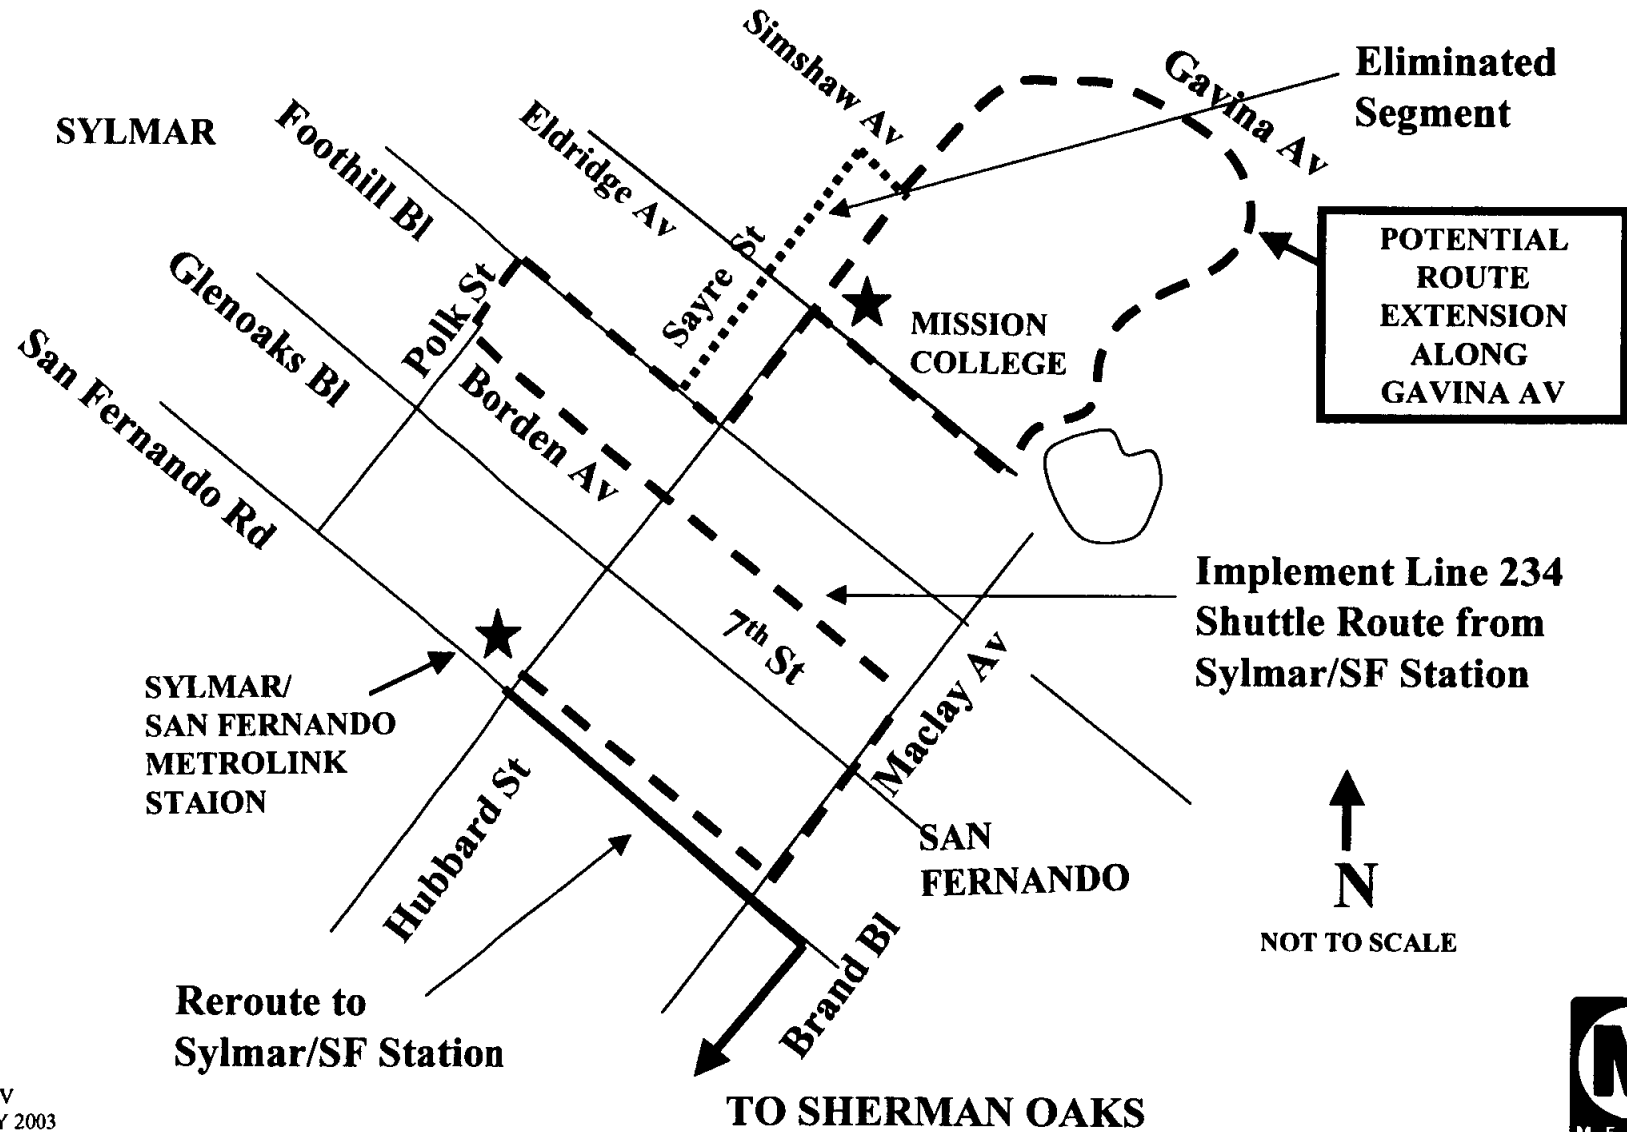 Simshaw Av
Gavina Av
Eliminated
Segment
SYLMAR
Foothill Bl
Eldridge Av
Sayre St
Glenoaks Bl
Polk St
POTENTIAL
ROUTE
EXTENSION
ALONG
GAVINA AV
MISSION
COLLEGE
San Fernando Rd
Borden Av
Implement Line 234
Shuttle Route from
Sylmar/SF Station
7th St
Maclay Av
SYLMAR/
SAN FERNANDO
METROLINK
STAION
Hubbard St
SAN
FERNANDO
N
NOT TO SCALE
Brand Bl
Reroute to
Sylmar/SF Station
TO SHERMAN OAKS
V
Y 2003
M